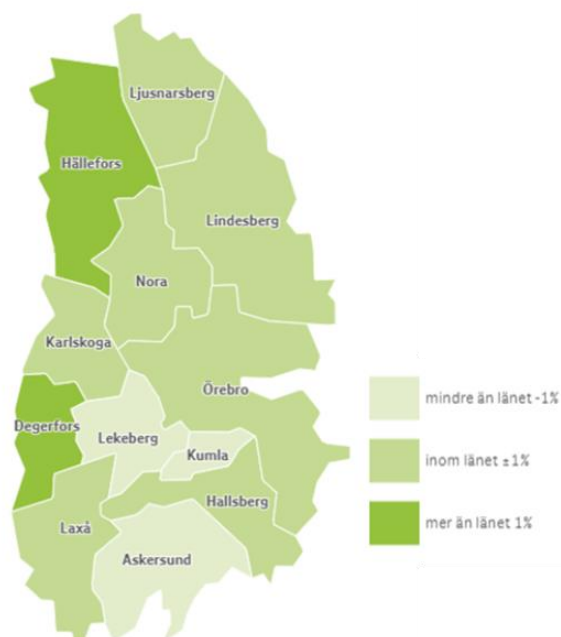 Ljusnarsberg
Hällefors
Lindesberg
Nora
Karlskoga
Örebro
Degerfors
Lekeberg
Kumla
Hallsberg
Laxå
Askersund
mindre än länet -1%
inom länet ±1%
mer än länet 1%